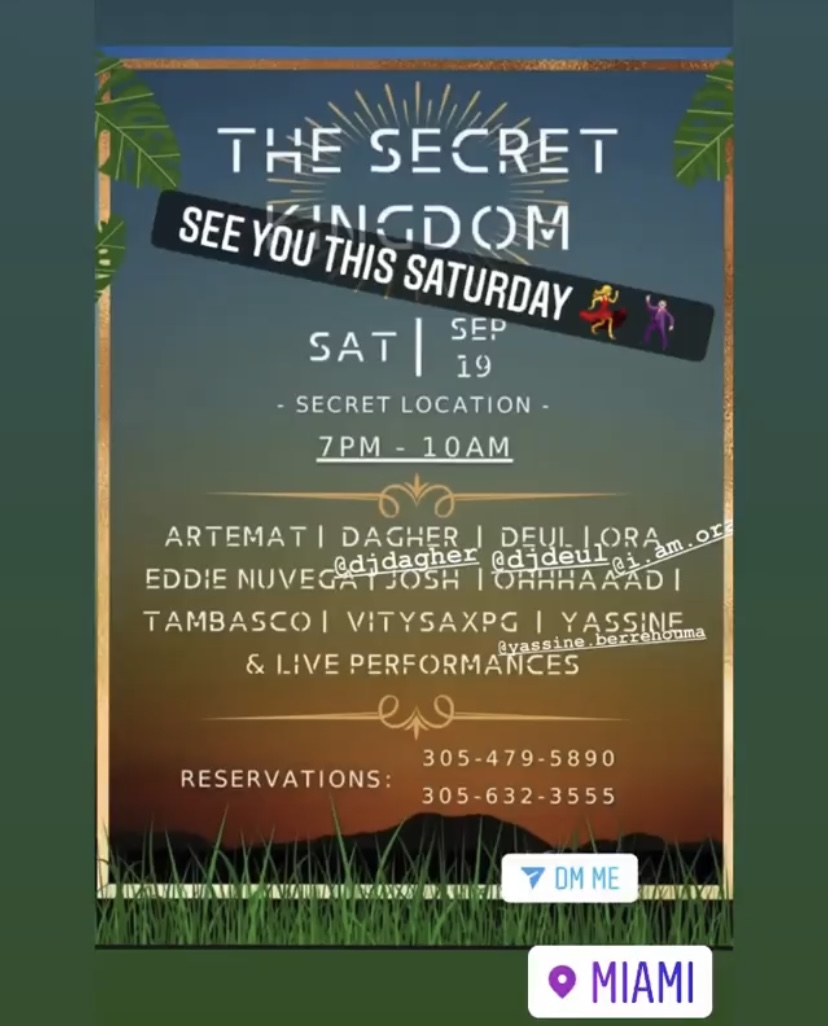 THE SECRET
KINGDOM
SEE YOU THIS SATURDAY 💃 🕺
SAT | SEP
19
- SECRET LOCATION -
7PM - 10AM
ARTEMAT | DAGHER | DEUL | ORA
@djdagher @djdeul @i.am.ora
EDDIE NUVEGA | JOSH | OHHHAAAD |
TAMBASCO | VITYSAXPG | YASSINE
@yassine.berrehouma
& LIVE PERFORMANCES
RESERVATIONS:
305-479-5890
305-632-3555
DM ME
MIAMI